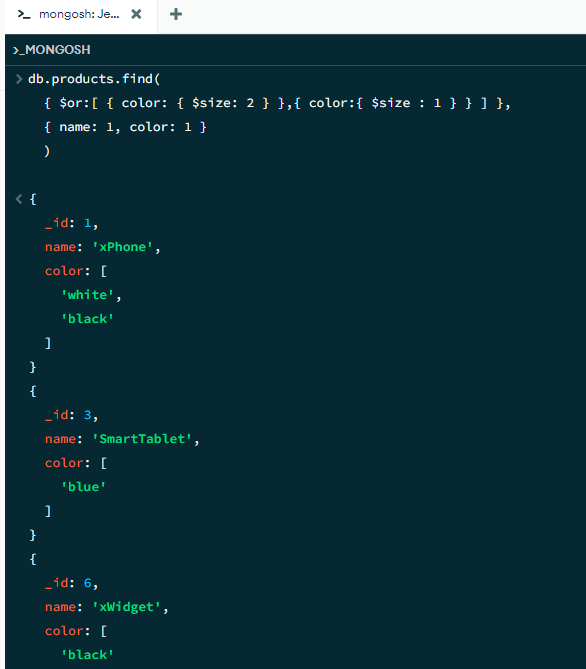 >_ mongosh: Je... ✕ +
>_MONGOSH
> db.products.find(
{ $or:[ { color: { $size: 2 } },{ color:{ $size : 1 } } ] },
{ name: 1, color: 1 }
)
< {
_id: 1,
name: 'xPhone',
color: [
'white',
'black'
]
}
{
_id: 3,
name: 'SmartTablet',
color: [
'blue'
]
}
{
_id: 6,
name: 'xWidget',
color: [
'black'